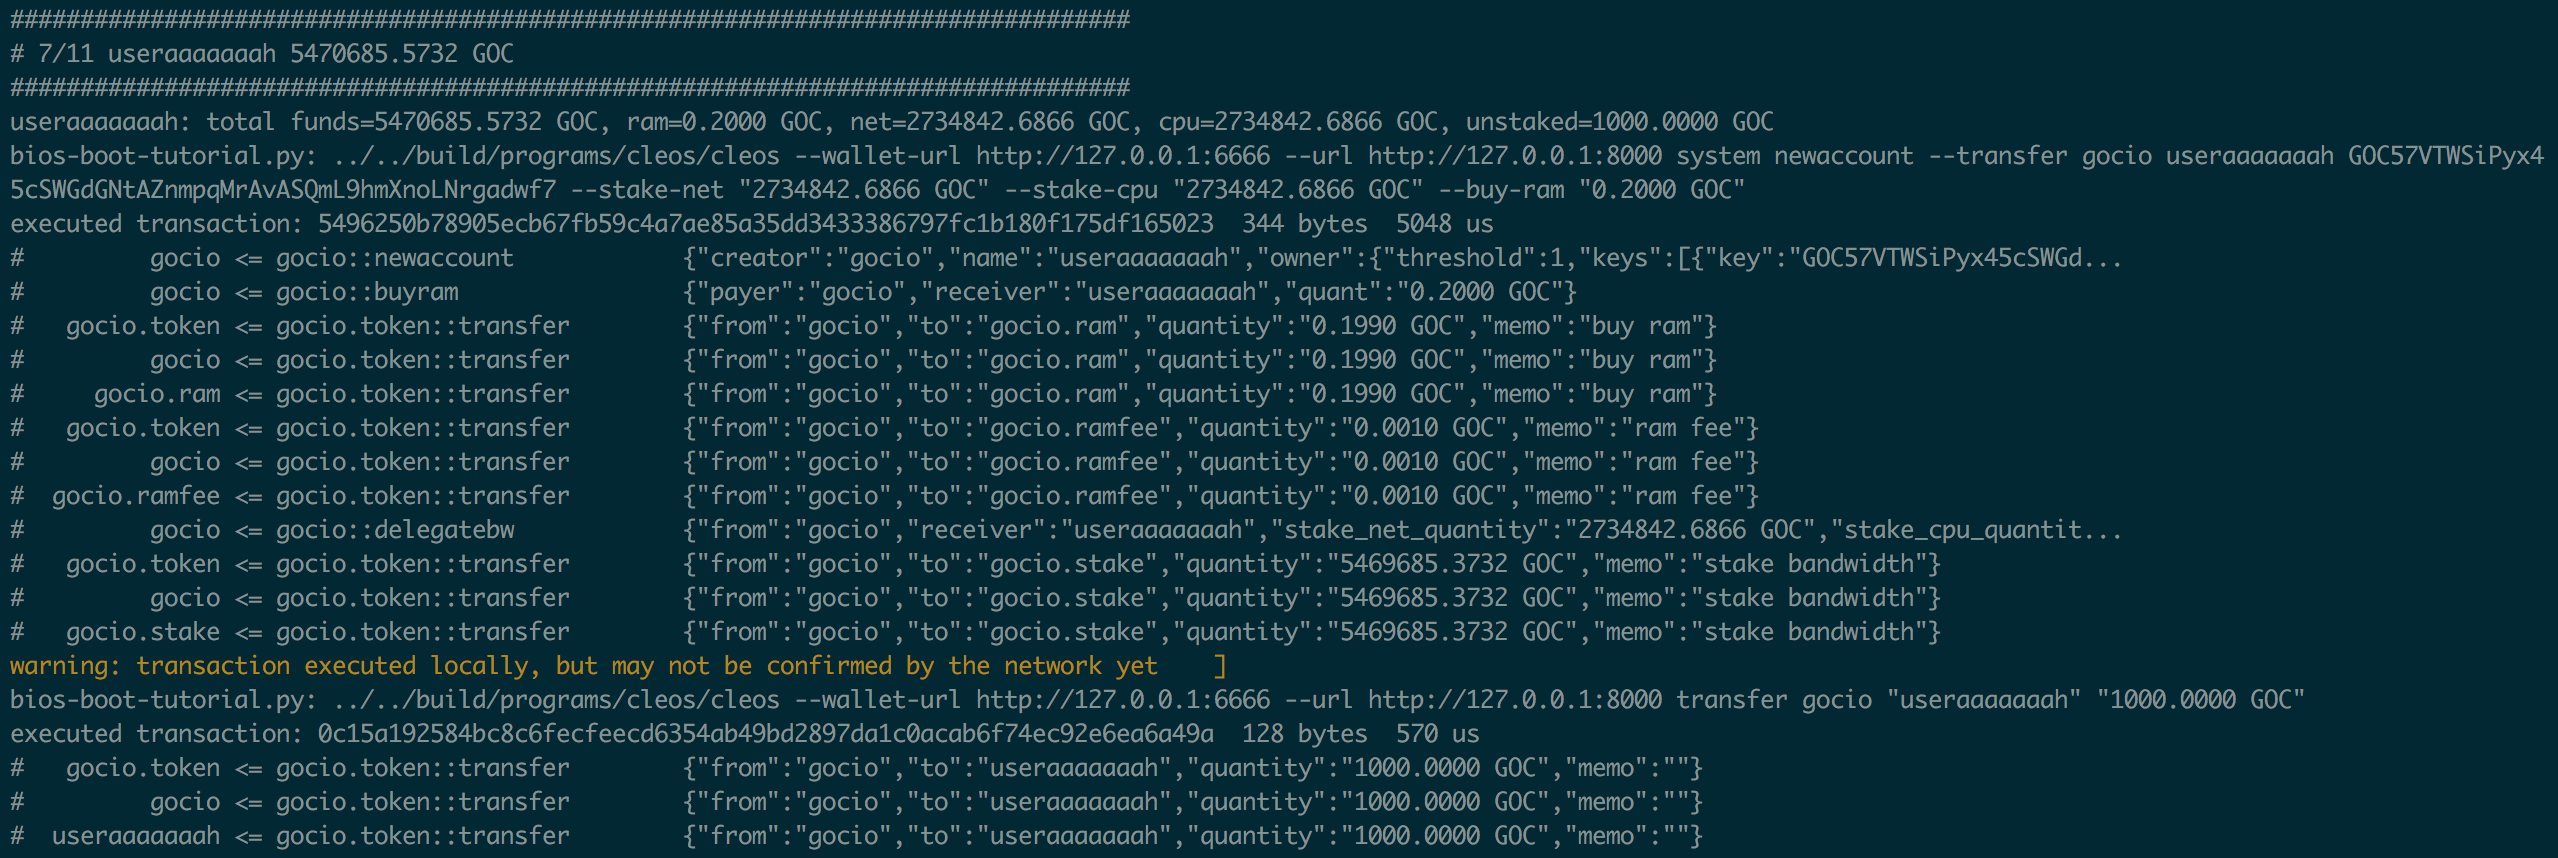 ################################################################################
# 7/11 useraaaaaaah 5470685.5732 GOC
################################################################################
useraaaaaaah: total funds=5470685.5732 GOC, ram=0.2000 GOC, net=2734842.6866 GOC, cpu=2734842.6866 GOC, unstaked=1000.0000 GOC
bios-boot-tutorial.py: ../../build/programs/cleos/cleos --wallet-url http://127.0.0.1:6666 --url http://127.0.0.1:8000 system newaccount --transfer gocio useraaaaaaah GOC57VTWSiPyx4
5cSWGdGNtAZnmpqMrAvASQmL9hmXnoLNrgadwf7 --stake-net "2734842.6866 GOC" --stake-cpu "2734842.6866 GOC" --buy-ram "0.2000 GOC"
executed transaction: 5496250b78905ecb67fb59c4a7ae85a35dd3433386797fc1b180f175df165023  344 bytes  5048 us
#         gocio <= gocio::newaccount            {"creator":"gocio","name":"useraaaaaaah","owner":{"threshold":1,"keys":[{"key":"GOC57VTWSiPyx45cSWGd...
#         gocio <= gocio::buyram                {"payer":"gocio","receiver":"useraaaaaaah","quant":"0.2000 GOC"}
#   gocio.token <= gocio.token::transfer        {"from":"gocio","to":"gocio.ram","quantity":"0.1990 GOC","memo":"buy ram"}
#         gocio <= gocio.token::transfer        {"from":"gocio","to":"gocio.ram","quantity":"0.1990 GOC","memo":"buy ram"}
#     gocio.ram <= gocio.token::transfer        {"from":"gocio","to":"gocio.ram","quantity":"0.1990 GOC","memo":"buy ram"}
#   gocio.token <= gocio.token::transfer        {"from":"gocio","to":"gocio.ramfee","quantity":"0.0010 GOC","memo":"ram fee"}
#         gocio <= gocio.token::transfer        {"from":"gocio","to":"gocio.ramfee","quantity":"0.0010 GOC","memo":"ram fee"}
#  gocio.ramfee <= gocio.token::transfer        {"from":"gocio","to":"gocio.ramfee","quantity":"0.0010 GOC","memo":"ram fee"}
#         gocio <= gocio::delegatebw            {"from":"gocio","receiver":"useraaaaaaah","stake_net_quantity":"2734842.6866 GOC","stake_cpu_quantit...
#   gocio.token <= gocio.token::transfer        {"from":"gocio","to":"gocio.stake","quantity":"5469685.3732 GOC","memo":"stake bandwidth"}
#         gocio <= gocio.token::transfer        {"from":"gocio","to":"gocio.stake","quantity":"5469685.3732 GOC","memo":"stake bandwidth"}
#   gocio.stake <= gocio.token::transfer        {"from":"gocio","to":"gocio.stake","quantity":"5469685.3732 GOC","memo":"stake bandwidth"}
warning: transaction executed locally, but may not be confirmed by the network yet    ]
bios-boot-tutorial.py: ../../build/programs/cleos/cleos --wallet-url http://127.0.0.1:6666 --url http://127.0.0.1:8000 transfer gocio "useraaaaaaah" "1000.0000 GOC"
executed transaction: 0c15a192584bc8c6fecfeecd6354ab49bd2897da1c0acab6f74ec92e6ea6a49a  128 bytes  570 us
#   gocio.token <= gocio.token::transfer        {"from":"gocio","to":"useraaaaaaah","quantity":"1000.0000 GOC","memo":""}
#         gocio <= gocio.token::transfer        {"from":"gocio","to":"useraaaaaaah","quantity":"1000.0000 GOC","memo":""}
#  useraaaaaaah <= gocio.token::transfer        {"from":"gocio","to":"useraaaaaaah","quantity":"1000.0000 GOC","memo":""}